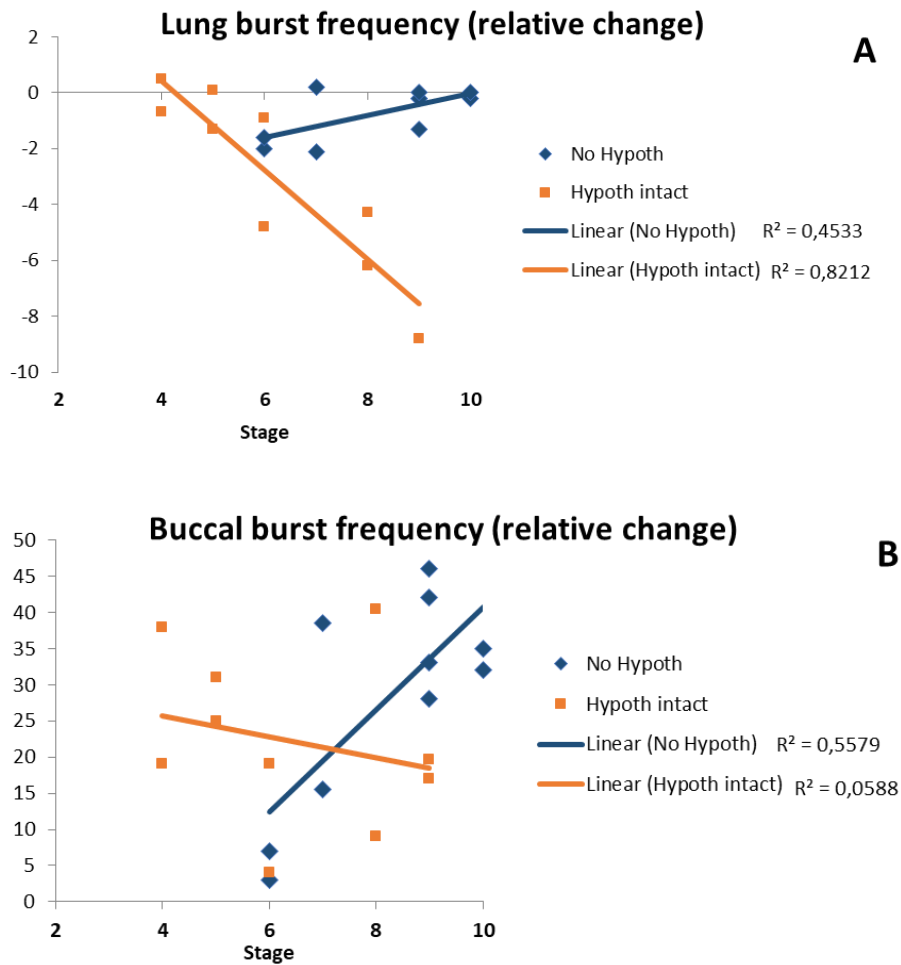 Lung burst frequency (relative change)
A
2
0
-2
-4
-6
-8
-10
2 4 6 8 10
Stage
No Hypoth
Hypoth intact
Linear (No Hypoth) R² = 0,4533
Linear (Hypoth intact) R² = 0,8212
Buccal burst frequency (relative change)
B
50
45
40
35
30
25
20
15
10
5
0
2 4 6 8 10
Stage
No Hypoth
Hypoth intact
Linear (No Hypoth) R² = 0,5579
Linear (Hypoth intact) R² = 0,0588